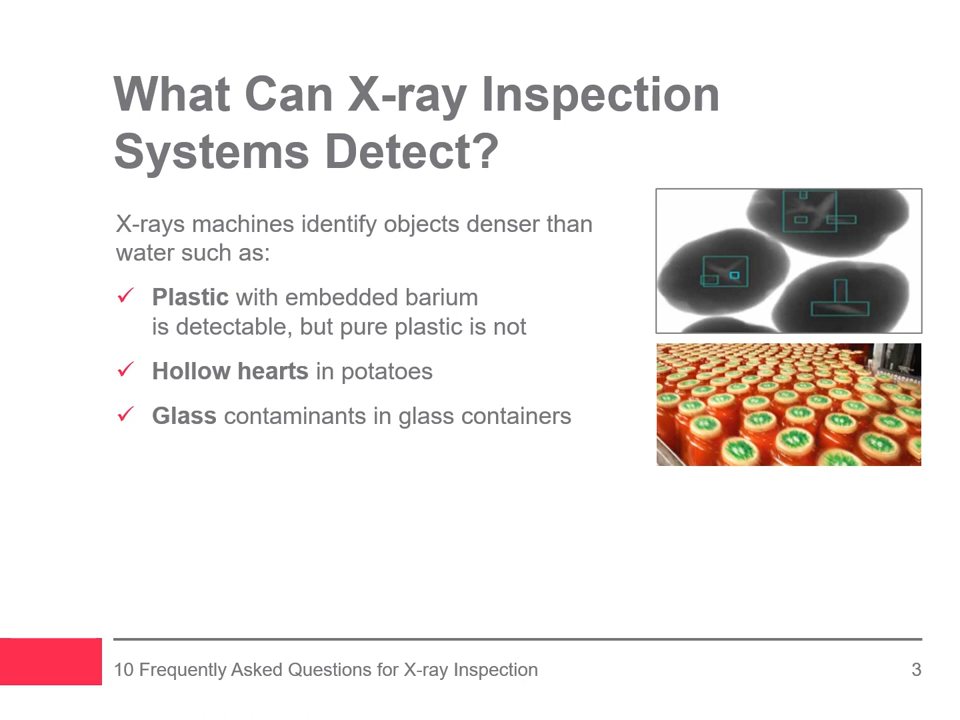 What Can X-ray Inspection
Systems Detect?
X-rays machines identify objects denser than
water such as:
✓ Plastic with embedded barium
is detectable, but pure plastic is not
✓ Hollow hearts in potatoes
✓ Glass contaminants in glass containers
10 Frequently Asked Questions for X-ray Inspection
3